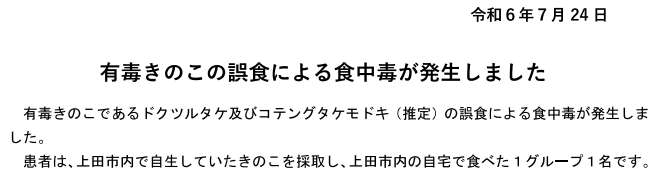 令和６年７月 24 日
有毒きのこの誤食による食中毒が発生しました
有毒きのこであるドクツルタケ及びコテングタケモドキ（推定）の誤食による食中毒が発生しま
した。
患者は、上田市内で自生していたきのこを採取し、上田市内の自宅で食べた１グループ１名です。